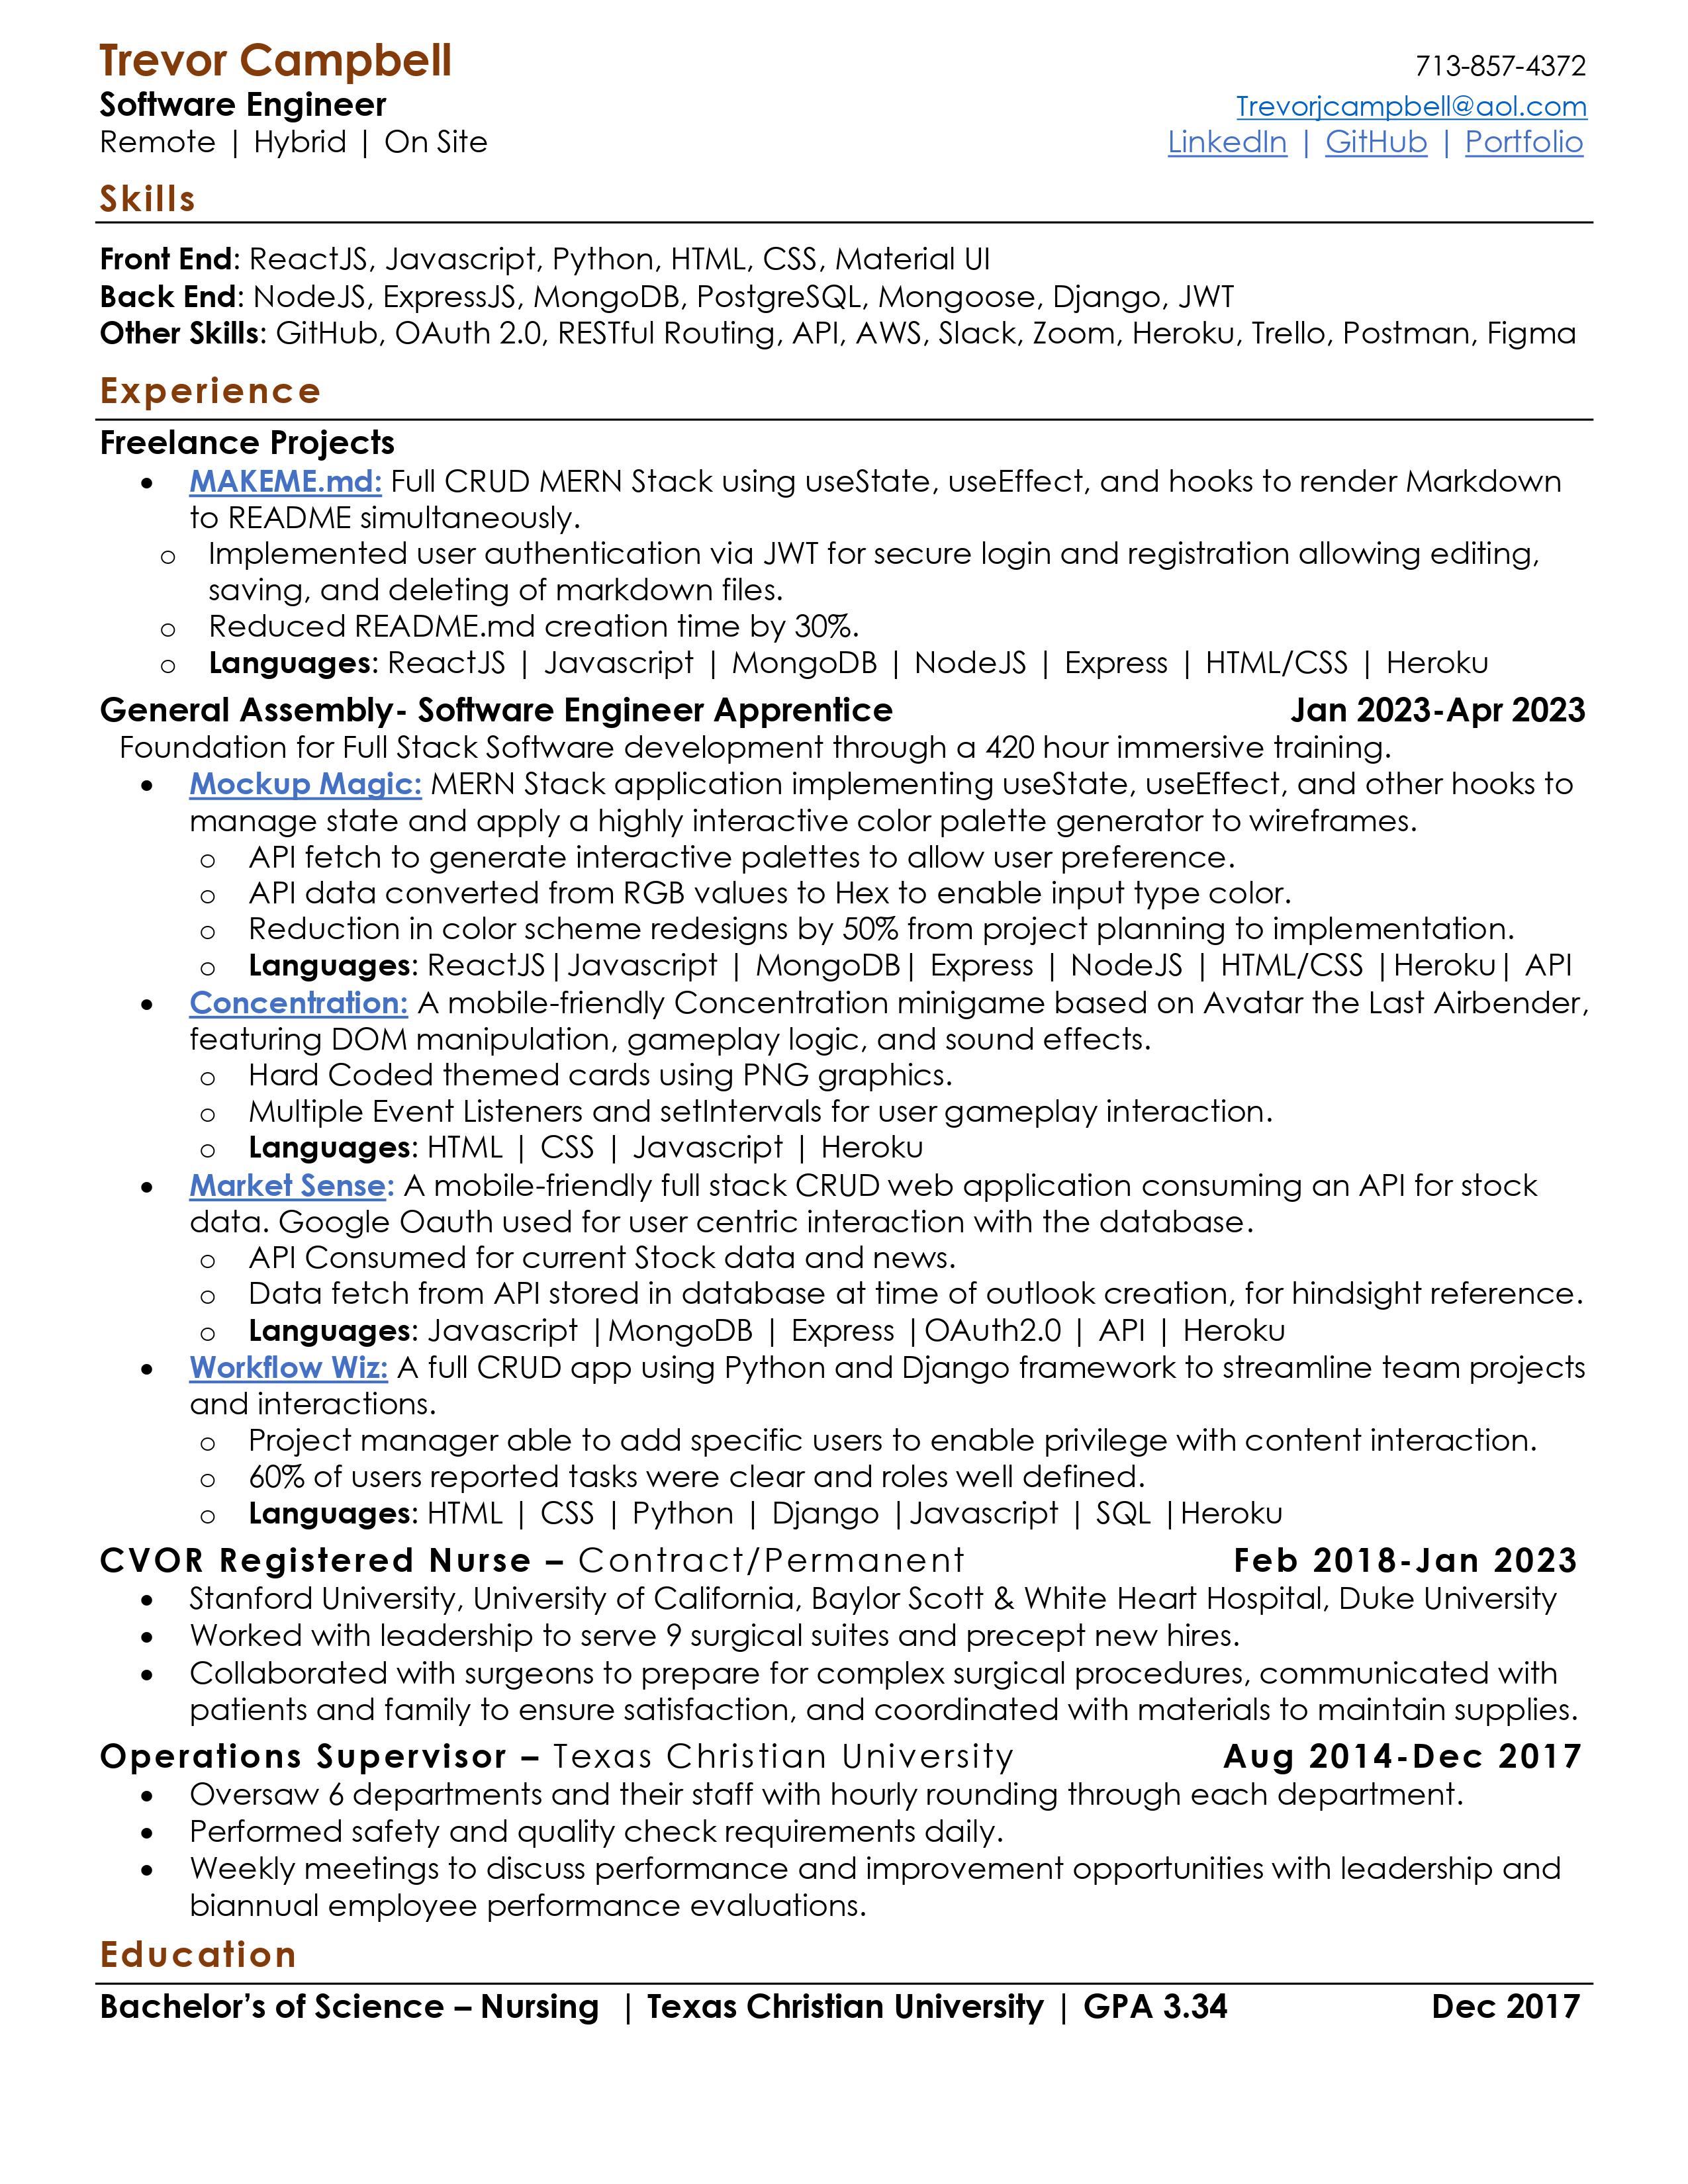 Trevor Campbell 713-857-4372
Software Engineer Trevorjcampbell@aol.com
Remote | Hybrid | On Site LinkedIn | GitHub | Portfolio
Skills
Front End: ReactJS, Javascript, Python, HTML, CSS, Material UI
Back End: NodeJS, ExpressJS, MongoDB, PostgreSQL, Mongoose, Django, JWT
Other Skills: GitHub, OAuth 2.0, RESTful Routing, API, AWS, Slack, Zoom, Heroku, Trello, Postman, Figma
Experience
Freelance Projects
• MAKEME.md: Full CRUD MERN Stack using useState, useEffect, and hooks to render Markdown
to README simultaneously.
o Implemented user authentication via JWT for secure login and registration allowing editing,
saving, and deleting of markdown files.
o Reduced README.md creation time by 30%.
o Languages: ReactJS | Javascript | MongoDB | NodeJS | Express | HTML/CSS | Heroku
General Assembly- Software Engineer Apprentice Jan 2023-Apr 2023
Foundation for Full Stack Software development through a 420 hour immersive training.
• Mockup Magic: MERN Stack application implementing useState, useEffect, and other hooks to
manage state and apply a highly interactive color palette generator to wireframes.
o API fetch to generate interactive palettes to allow user preference.
o API data converted from RGB values to Hex to enable input type color.
o Reduction in color scheme redesigns by 50% from project planning to implementation.
o Languages: ReactJS|Javascript | MongoDB| Express | NodeJS | HTML/CSS |Heroku| API
• Concentration: A mobile-friendly Concentration minigame based on Avatar the Last Airbender,
featuring DOM manipulation, gameplay logic, and sound effects.
o Hard Coded themed cards using PNG graphics.
o Multiple Event Listeners and setIntervals for user gameplay interaction.
o Languages: HTML | CSS | Javascript | Heroku
• Market Sense: A mobile-friendly full stack CRUD web application consuming an API for stock
data. Google Oauth used for user centric interaction with the database.
o API Consumed for current Stock data and news.
o Data fetch from API stored in database at time of outlook creation, for hindsight reference.
o Languages: Javascript |MongoDB | Express |OAuth2.0 | API | Heroku
• Workflow Wiz: A full CRUD app using Python and Django framework to streamline team projects
and interactions.
o Project manager able to add specific users to enable privilege with content interaction.
o 60% of users reported tasks were clear and roles well defined.
o Languages: HTML | CSS | Python | Django |Javascript | SQL |Heroku
CVOR Registered Nurse – Contract/Permanent Feb 2018-Jan 2023
• Stanford University, University of California, Baylor Scott & White Heart Hospital, Duke University
• Worked with leadership to serve 9 surgical suites and precept new hires.
• Collaborated with surgeons to prepare for complex surgical procedures, communicated with
patients and family to ensure satisfaction, and coordinated with materials to maintain supplies.
Operations Supervisor – Texas Christian University Aug 2014-Dec 2017
• Oversaw 6 departments and their staff with hourly rounding through each department.
• Performed safety and quality check requirements daily.
• Weekly meetings to discuss performance and improvement opportunities with leadership and
biannual employee performance evaluations.
Education
Bachelor’s of Science – Nursing | Texas Christian University | GPA 3.34 Dec 2017